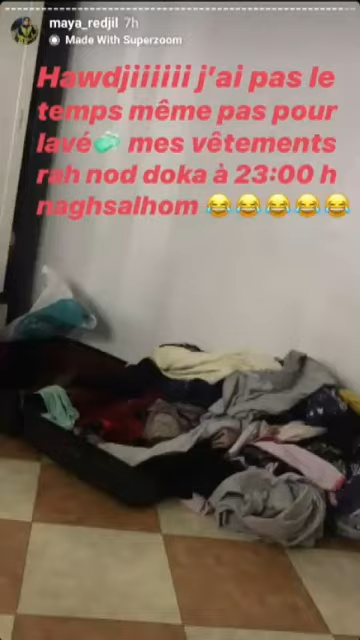 maya_redjil 7h
Made With Superzoom
Hawdjiiiiii j'ai pas le
temps même pas pour
lavé🧼 mes vêtements
rah nod doka à 23:00 h
naghsalhom 😂😂😂😂😂